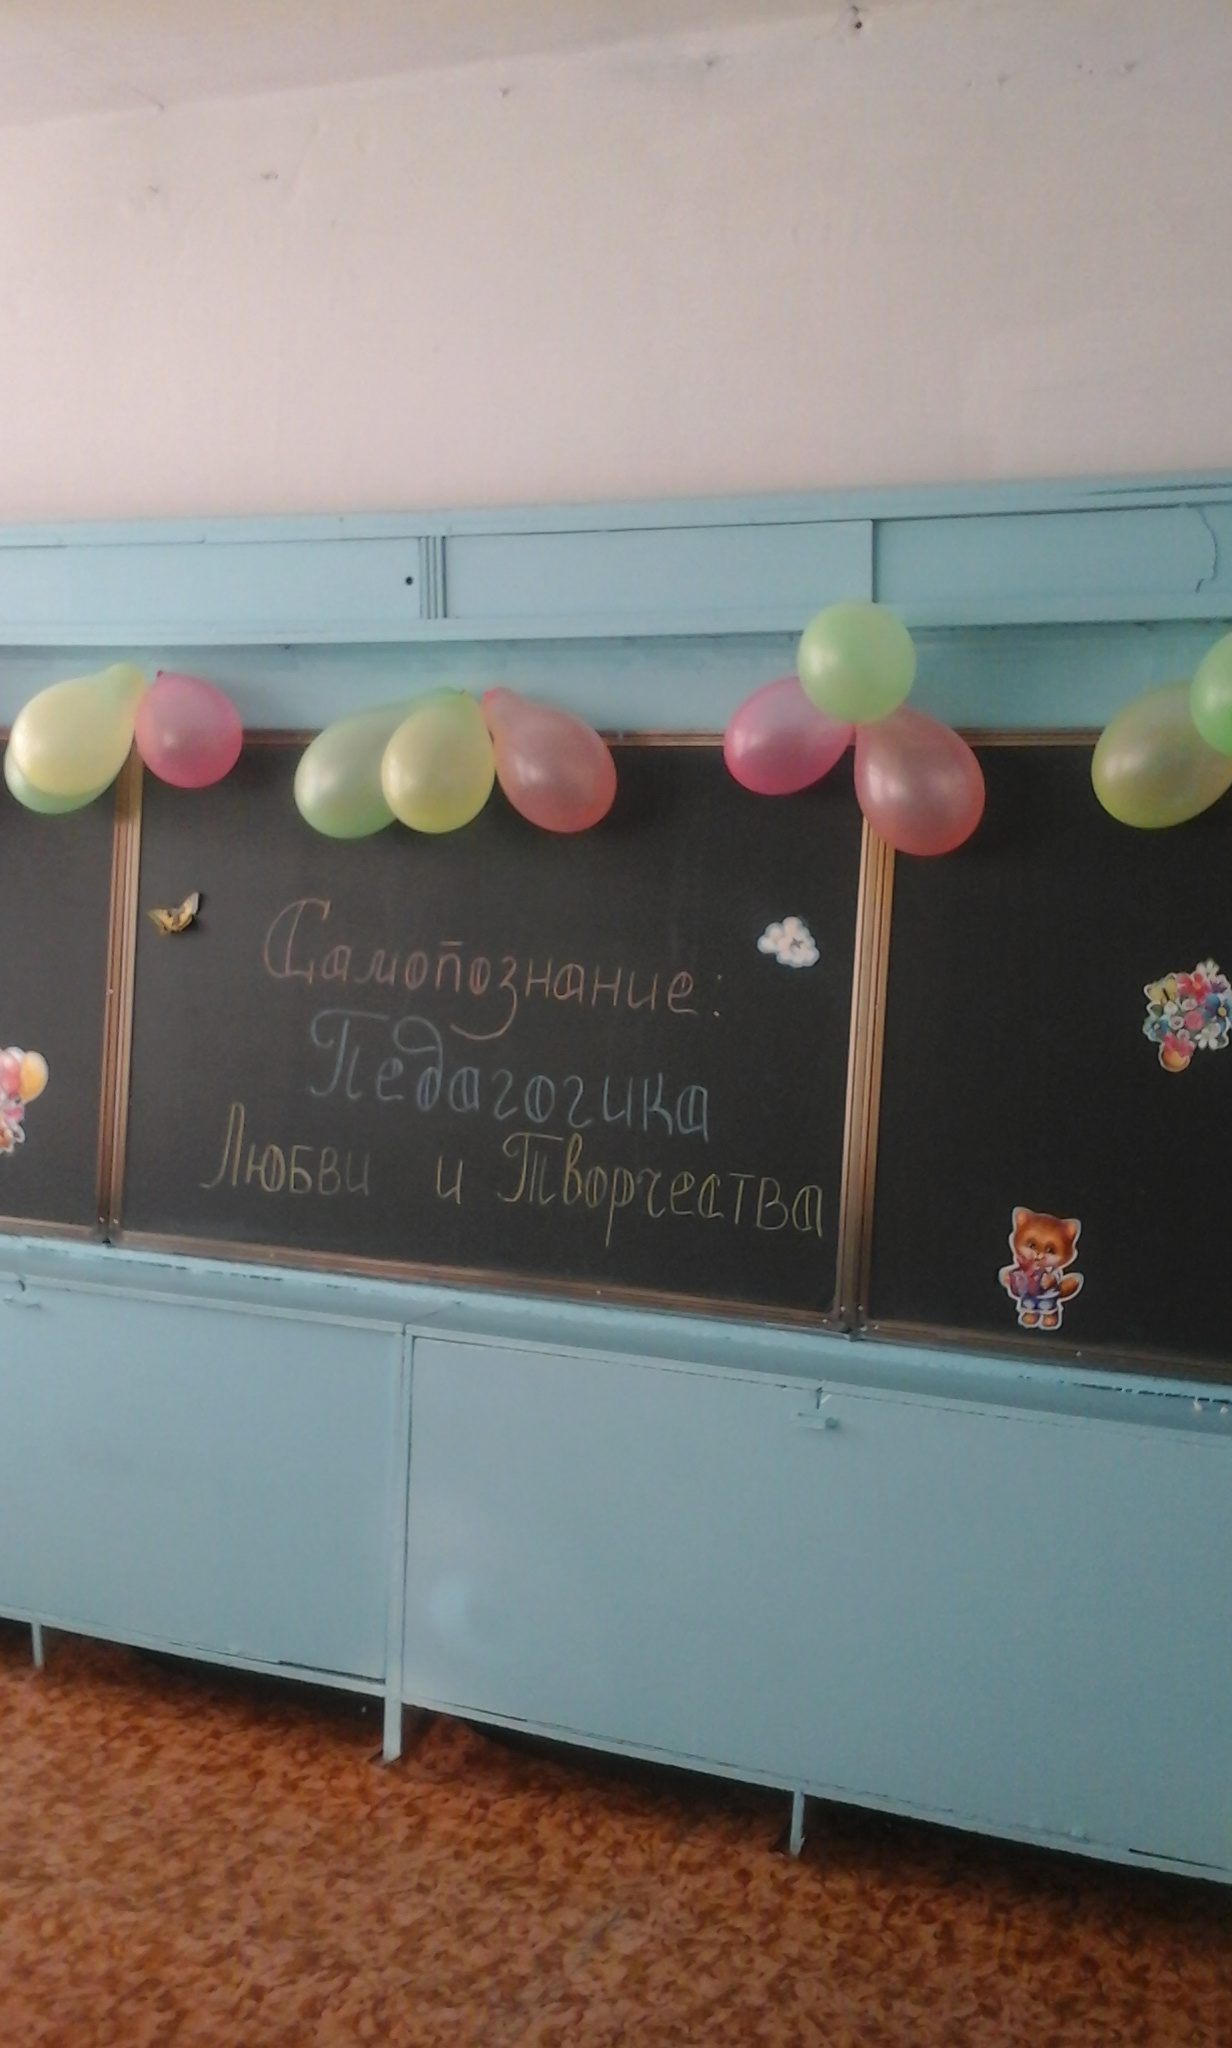 Самопознание:
Педагогика
Любви и Творчества